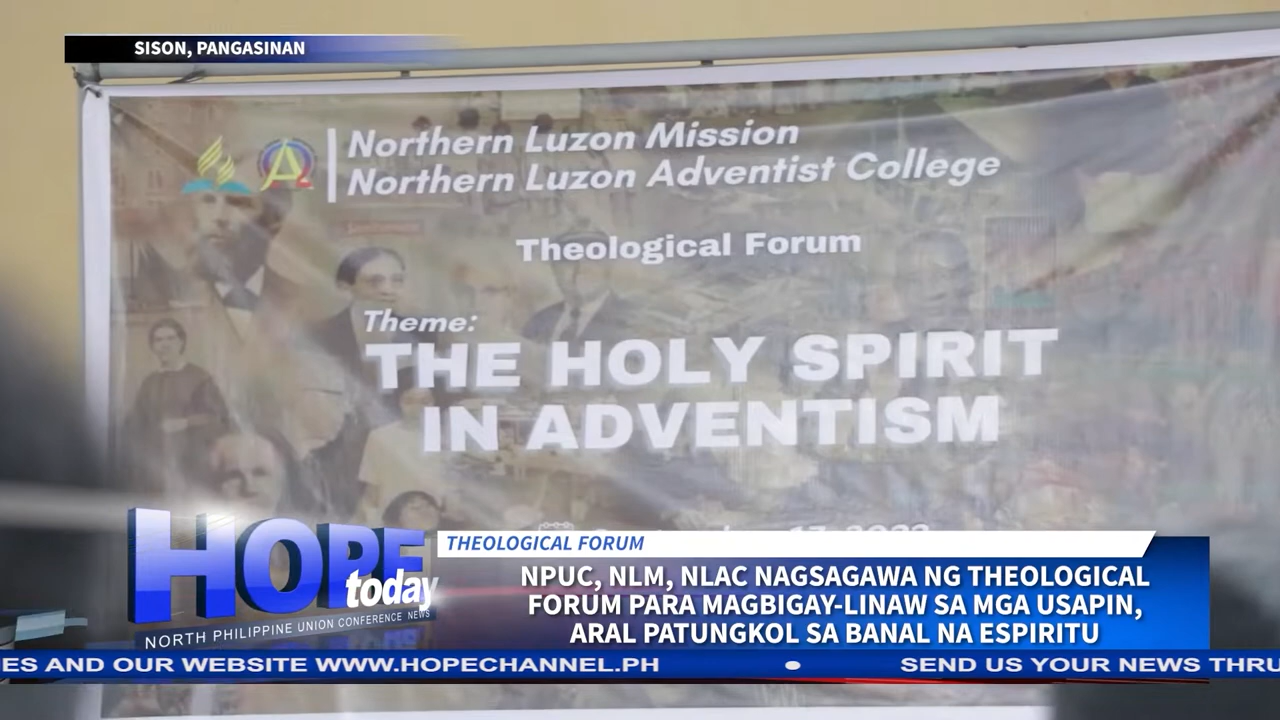 SISON, PANGASINAN
Northern Luzon Mission
Northern Luzon Adventist College
Theological Forum
Theme:
THE HOLY SPIRIT
IN ADVENTISM
HOPE
today
NORTH PHILIPPINE UNION CONFERENCE NEWS
THEOLOGICAL FORUM
NPUC, NLM, NLAC NAGSAGAWA NG THEOLOGICAL
FORUM PARA MAGBIGAY-LINAW SA MGA USAPIN,
ARAL PATUNGKOL SA BANAL NA ESPIRITU
ES AND OUR WEBSITE WWW.HOPECHANNEL.PH • SEND US YOUR NEWS THRU